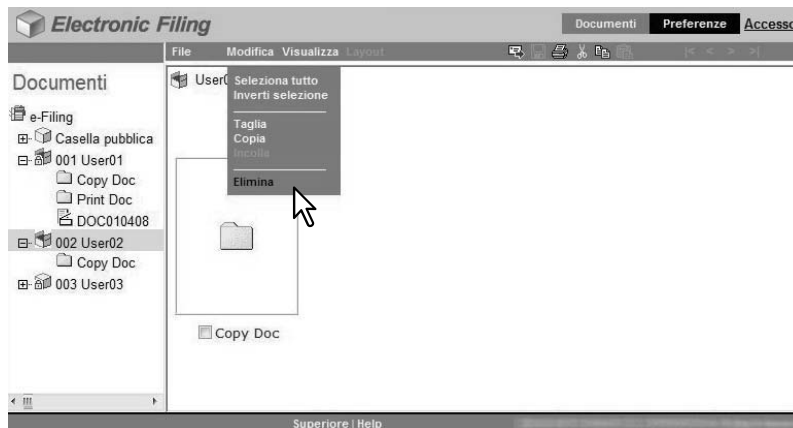 Electronic Filing
Documenti Preferenze Accesso
File Modifica Visualizza Layout |< < > >|
Documenti
e-Filing
Casella pubblica
001 User01
Copy Doc
Print Doc
DOC010408
002 User02
Copy Doc
003 User03
Seleziona tutto
Inverti selezione
Taglia
Copia
Incolla
Elimina
Copy Doc
Superiore | Help